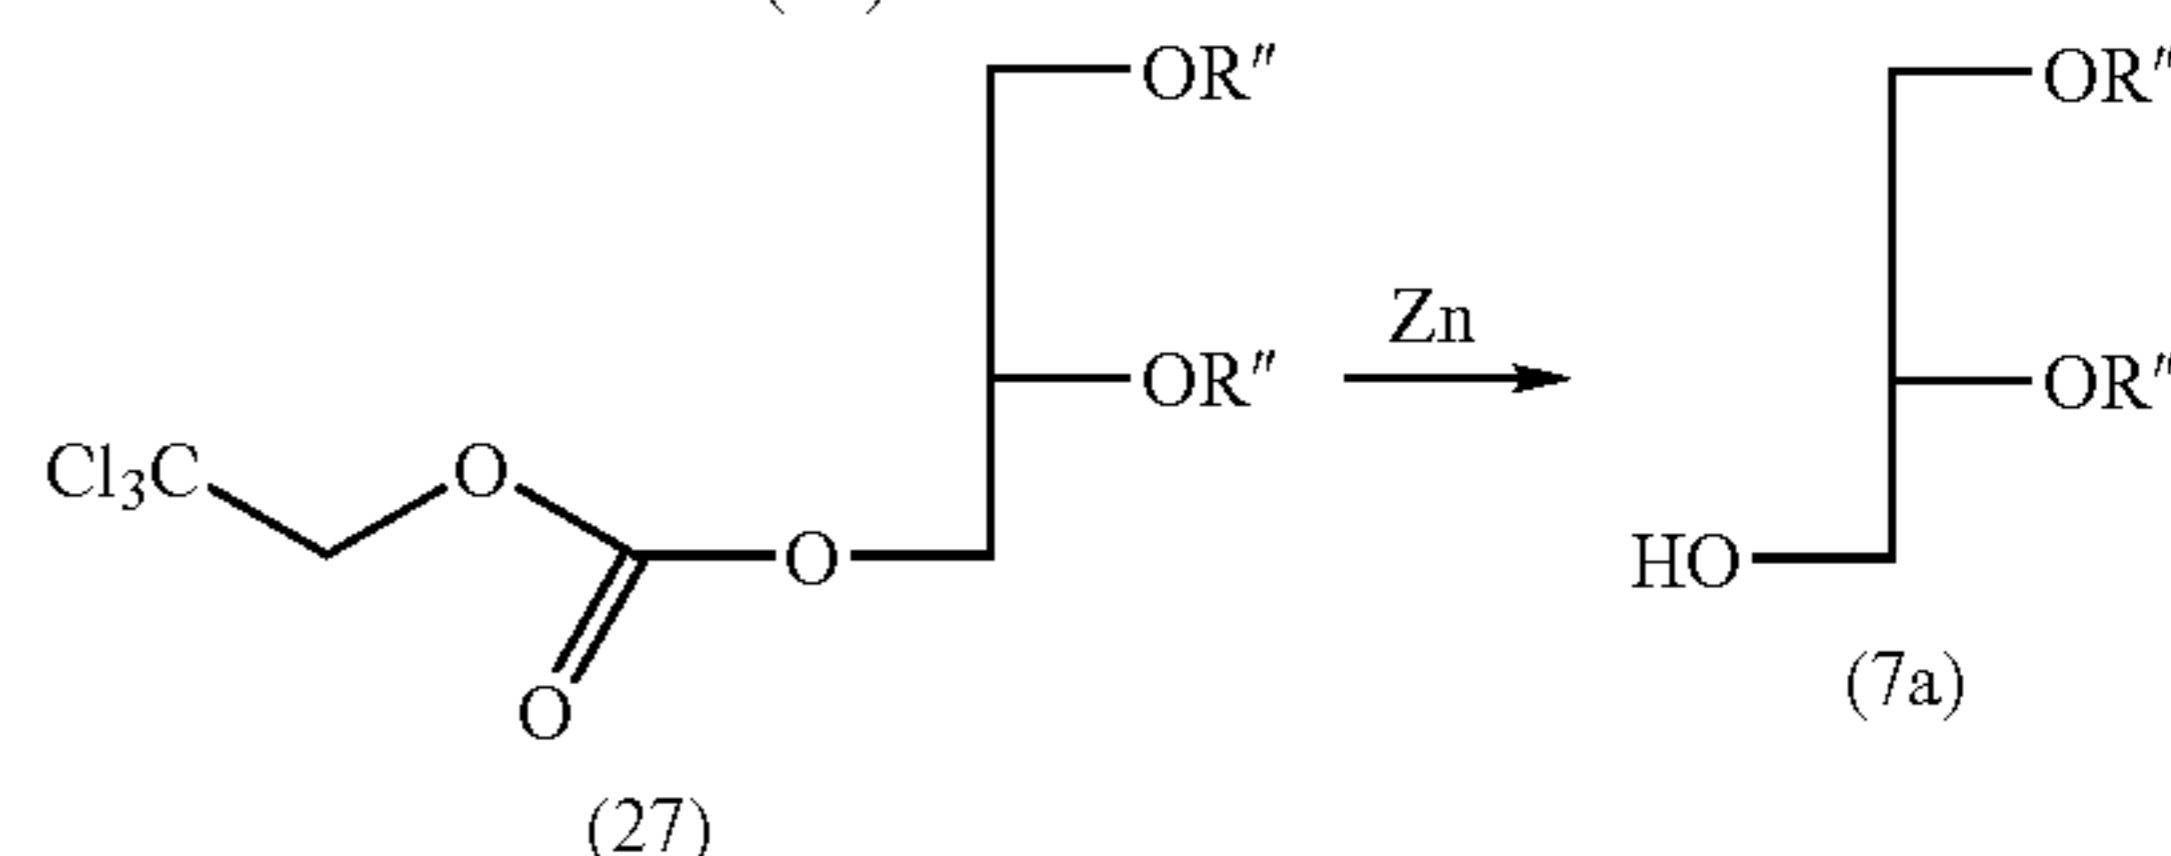 OR″ OR″
Zn
OR″ OR″
Cl₃C O
O HO
O (7a)
(27)